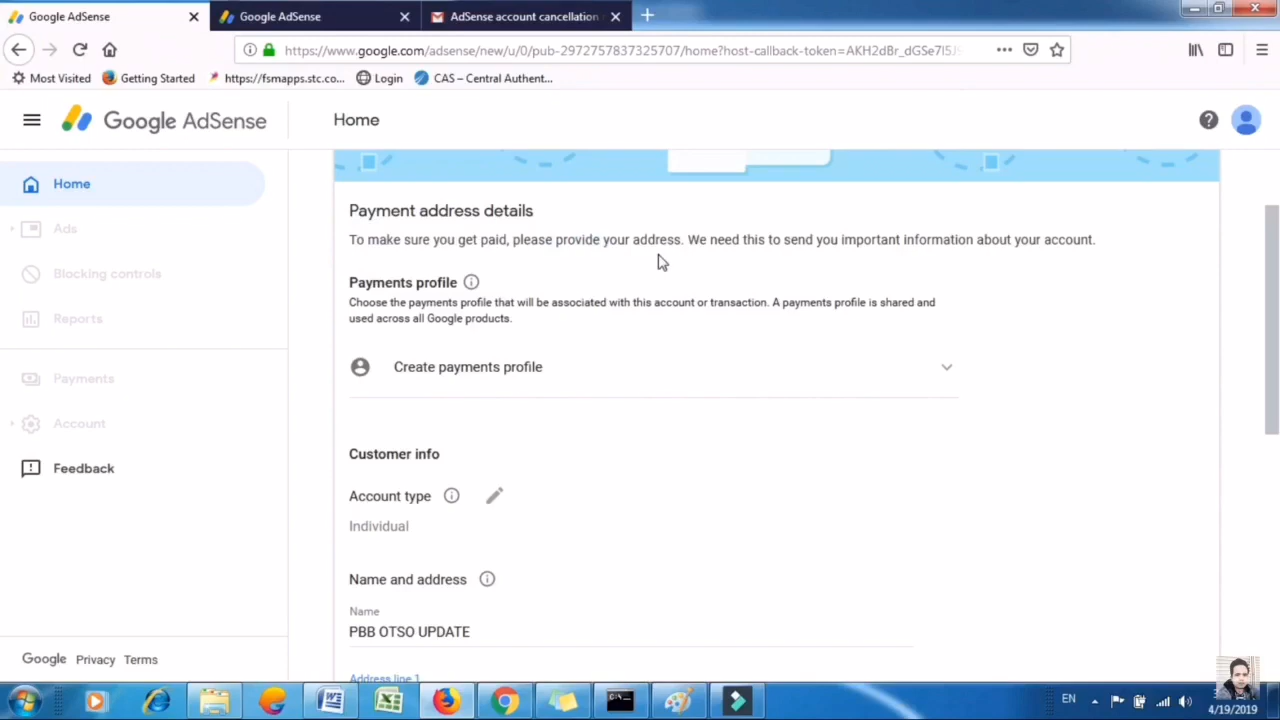 Google AdSense
Google AdSense
AdSense account cancellation
https://www.google.com/adsense/new/u/0/pub-2972757837325707/home?host-callback-token=AKH2dBr_dGSe7I5J
Most Visited
Getting Started
https://fsmapps.stc.co...
Login
CAS – Central Authent...
Google AdSense
Home
Home
Ads
Blocking controls
Reports
Payments
Account
Feedback
Google
Privacy
Terms
Payment address details
To make sure you get paid, please provide your address. We need this to send you important information about your account.
Payments profile
Choose the payments profile that will be associated with this account or transaction. A payments profile is shared and
used across all Google products.
Create payments profile
Customer info
Account type
Individual
Name and address
Name
PBB OTSO UPDATE
Address line 1
EN
4/19/2019